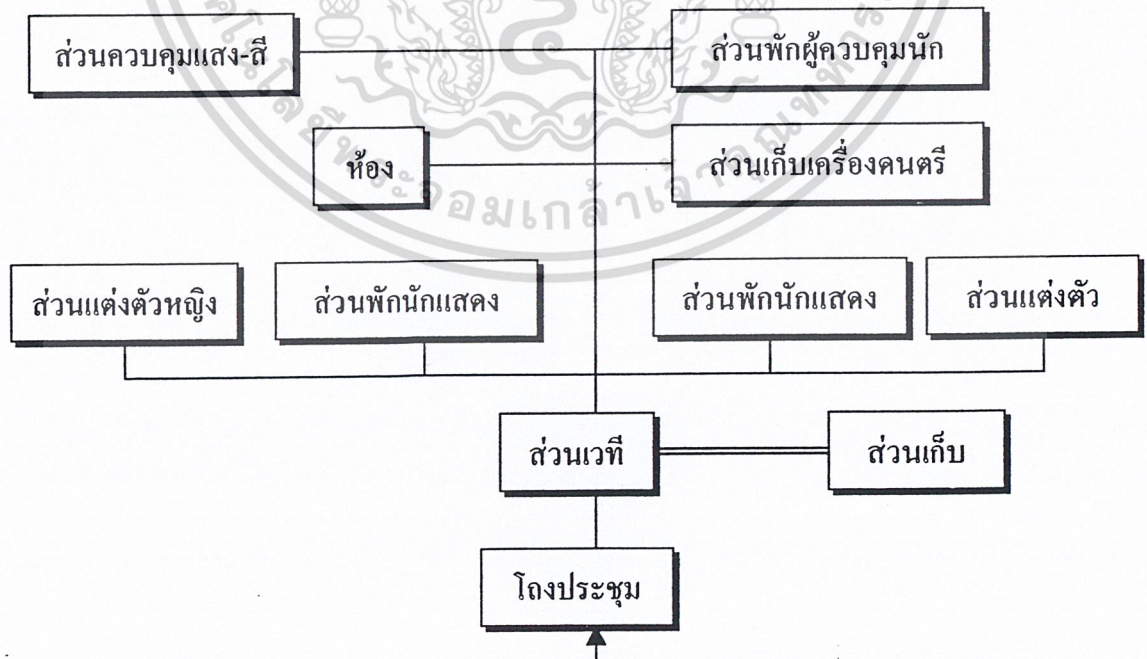 ส่วนควบคุมแสง-สี
ส่วนพักผู้ควบคุมนัก
ห้อง
ส่วนเก็บเครื่องดนตรี
ส่วนแต่งตัวหญิง
ส่วนพักนักแสดง
ส่วนพักนักแสดง
ส่วนแต่งตัว
ส่วนเวที
ส่วนเก็บ
โถงประชุม